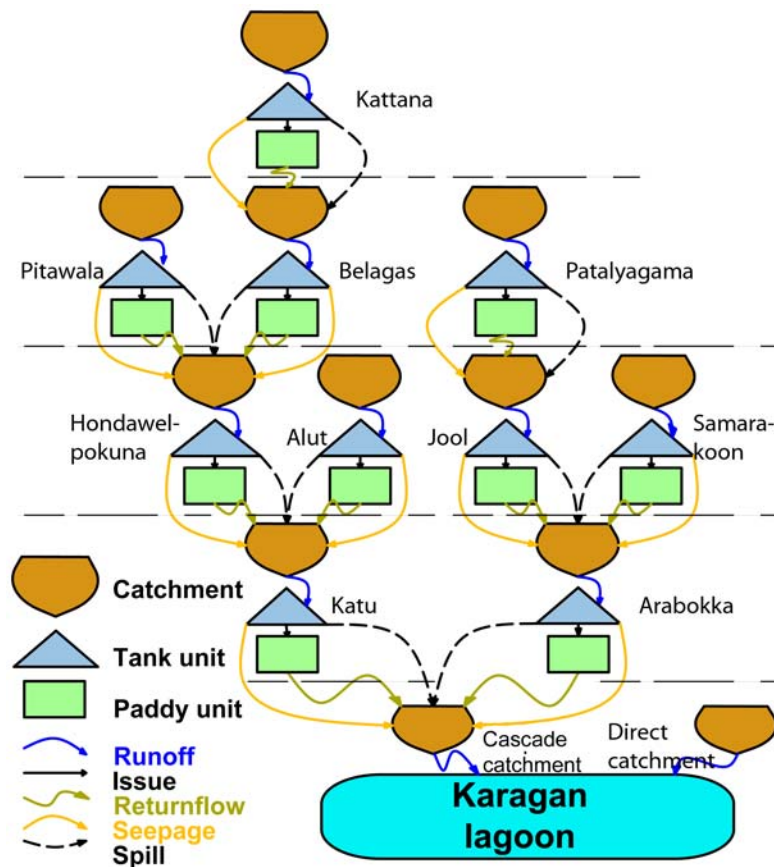 Kattana
Pitawala
Belagas
Patalyagama
Hondawel-
pokuna
Alut
Jool
Samara-
koon
Katu
Arabokka
Catchment
Tank unit
Paddy unit
Runoff
Issue
Returnflow
Seepage
Spill
Cascade
catchment
Direct
catchment
Karagan
lagoon